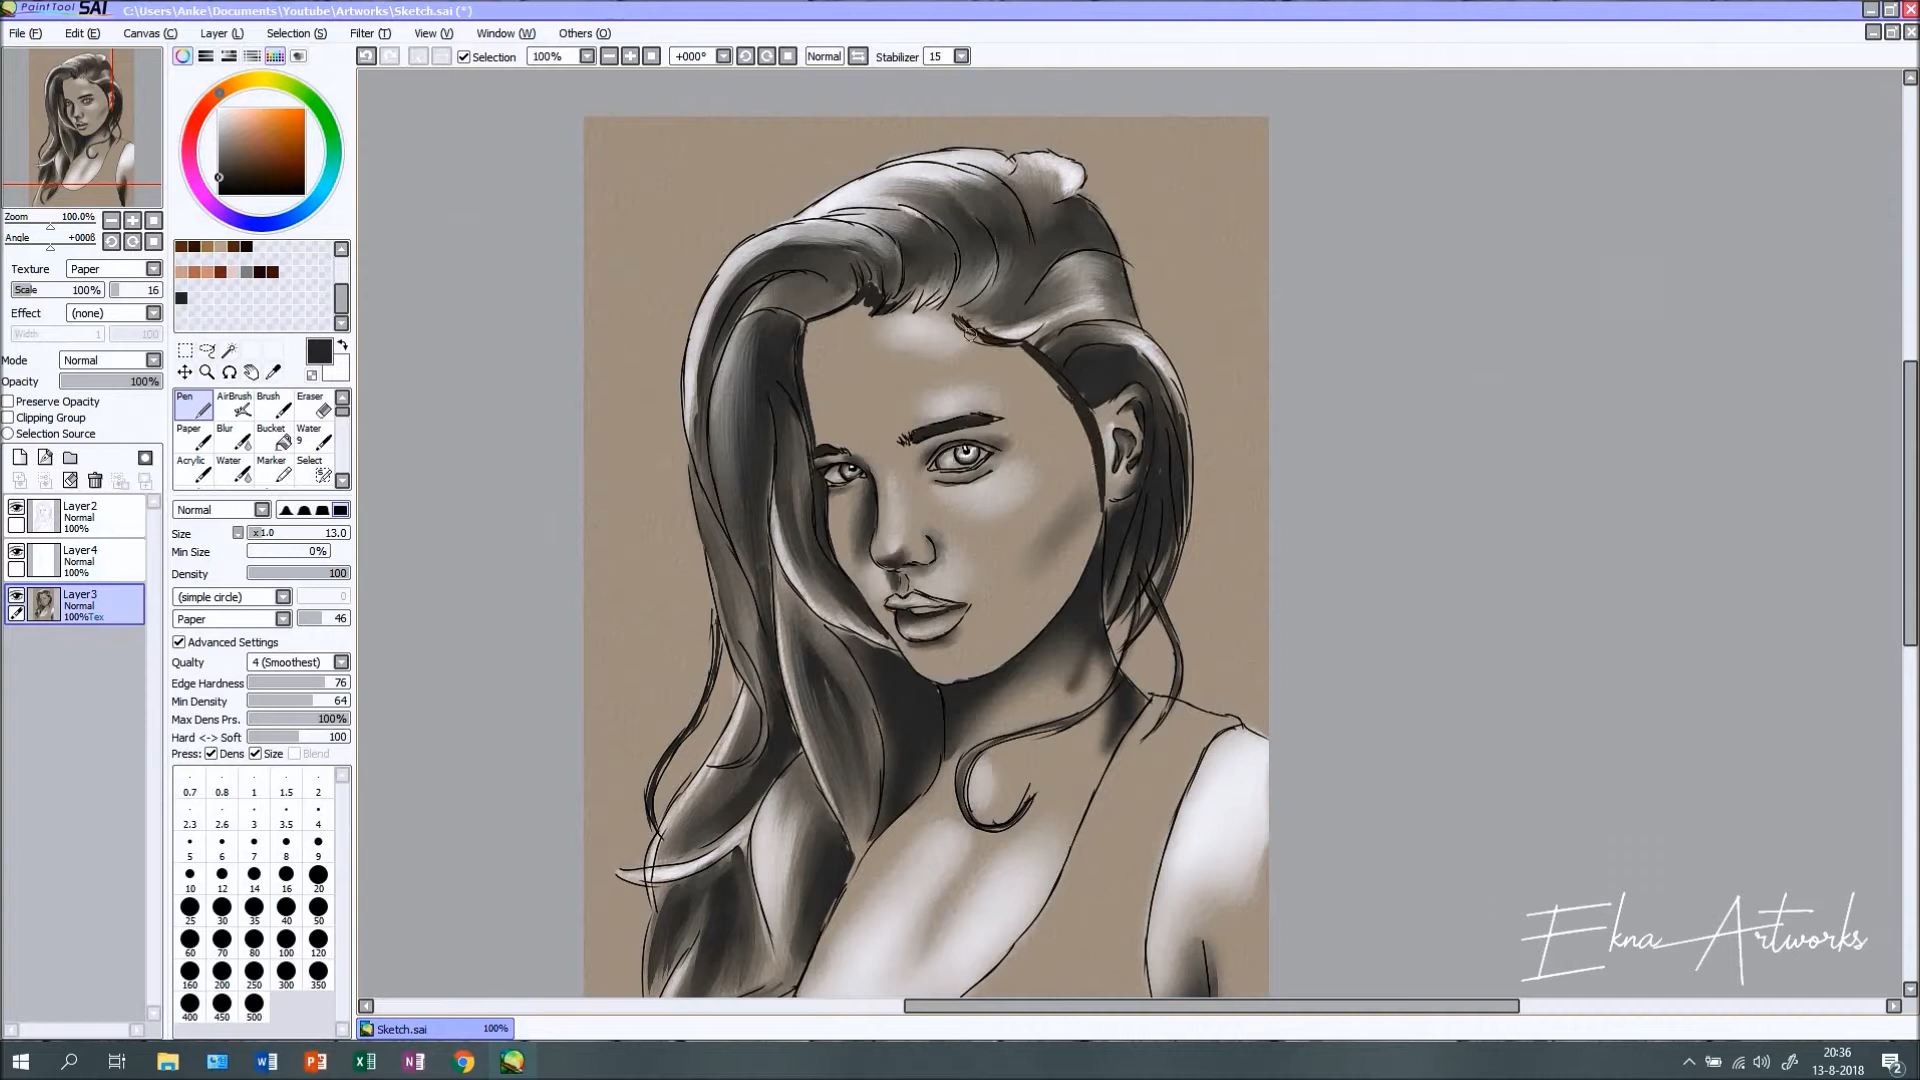 PaintTool SAI C:\Users\Anke\Documents\Youtube\Artworks\Sketch.sai (*)
File (F) Edit (E) Canvas (C) Layer (L) Selection (S) Filter (T) View (V) Window (W) Others (O)
Selection 100% +000° Normal Stabilizer 15
Zoom 100.0%
Angle +000ß
Texture Paper
Scale 100% 16
Effect (none)
Width 1 100
Mode Normal
Opacity 100%
Preserve Opacity
Clipping Group
Selection Source
Layer2
Normal
100%
Layer4
Normal
100%
Layer3
Normal
100%Tex
Pen AirBrush Brush Eraser
Paper Blur Bucket Water
9
Acrylic Water Marker Select
Normal
Size x1.0 13.0
Min Size 0%
Density 100
(simple circle) 0
Paper 46
Advanced Settings
Qualty 4 (Smoothest)
Edge Hardness 76
Min Density 64
Max Dens Prs. 100%
Hard <-> Soft 100
Press: Dens Size Blend
0.7 0.8 1 1.5 2
2.3 2.6 3 3.5 4
5 6 7 8 9
10 12 14 16 20
25 30 35 40 50
60 70 80 100 120
160 200 250 300 350
400 450 500
Ekna Artworks
Sketch.sai 100%
20:36
13-8-2018
2